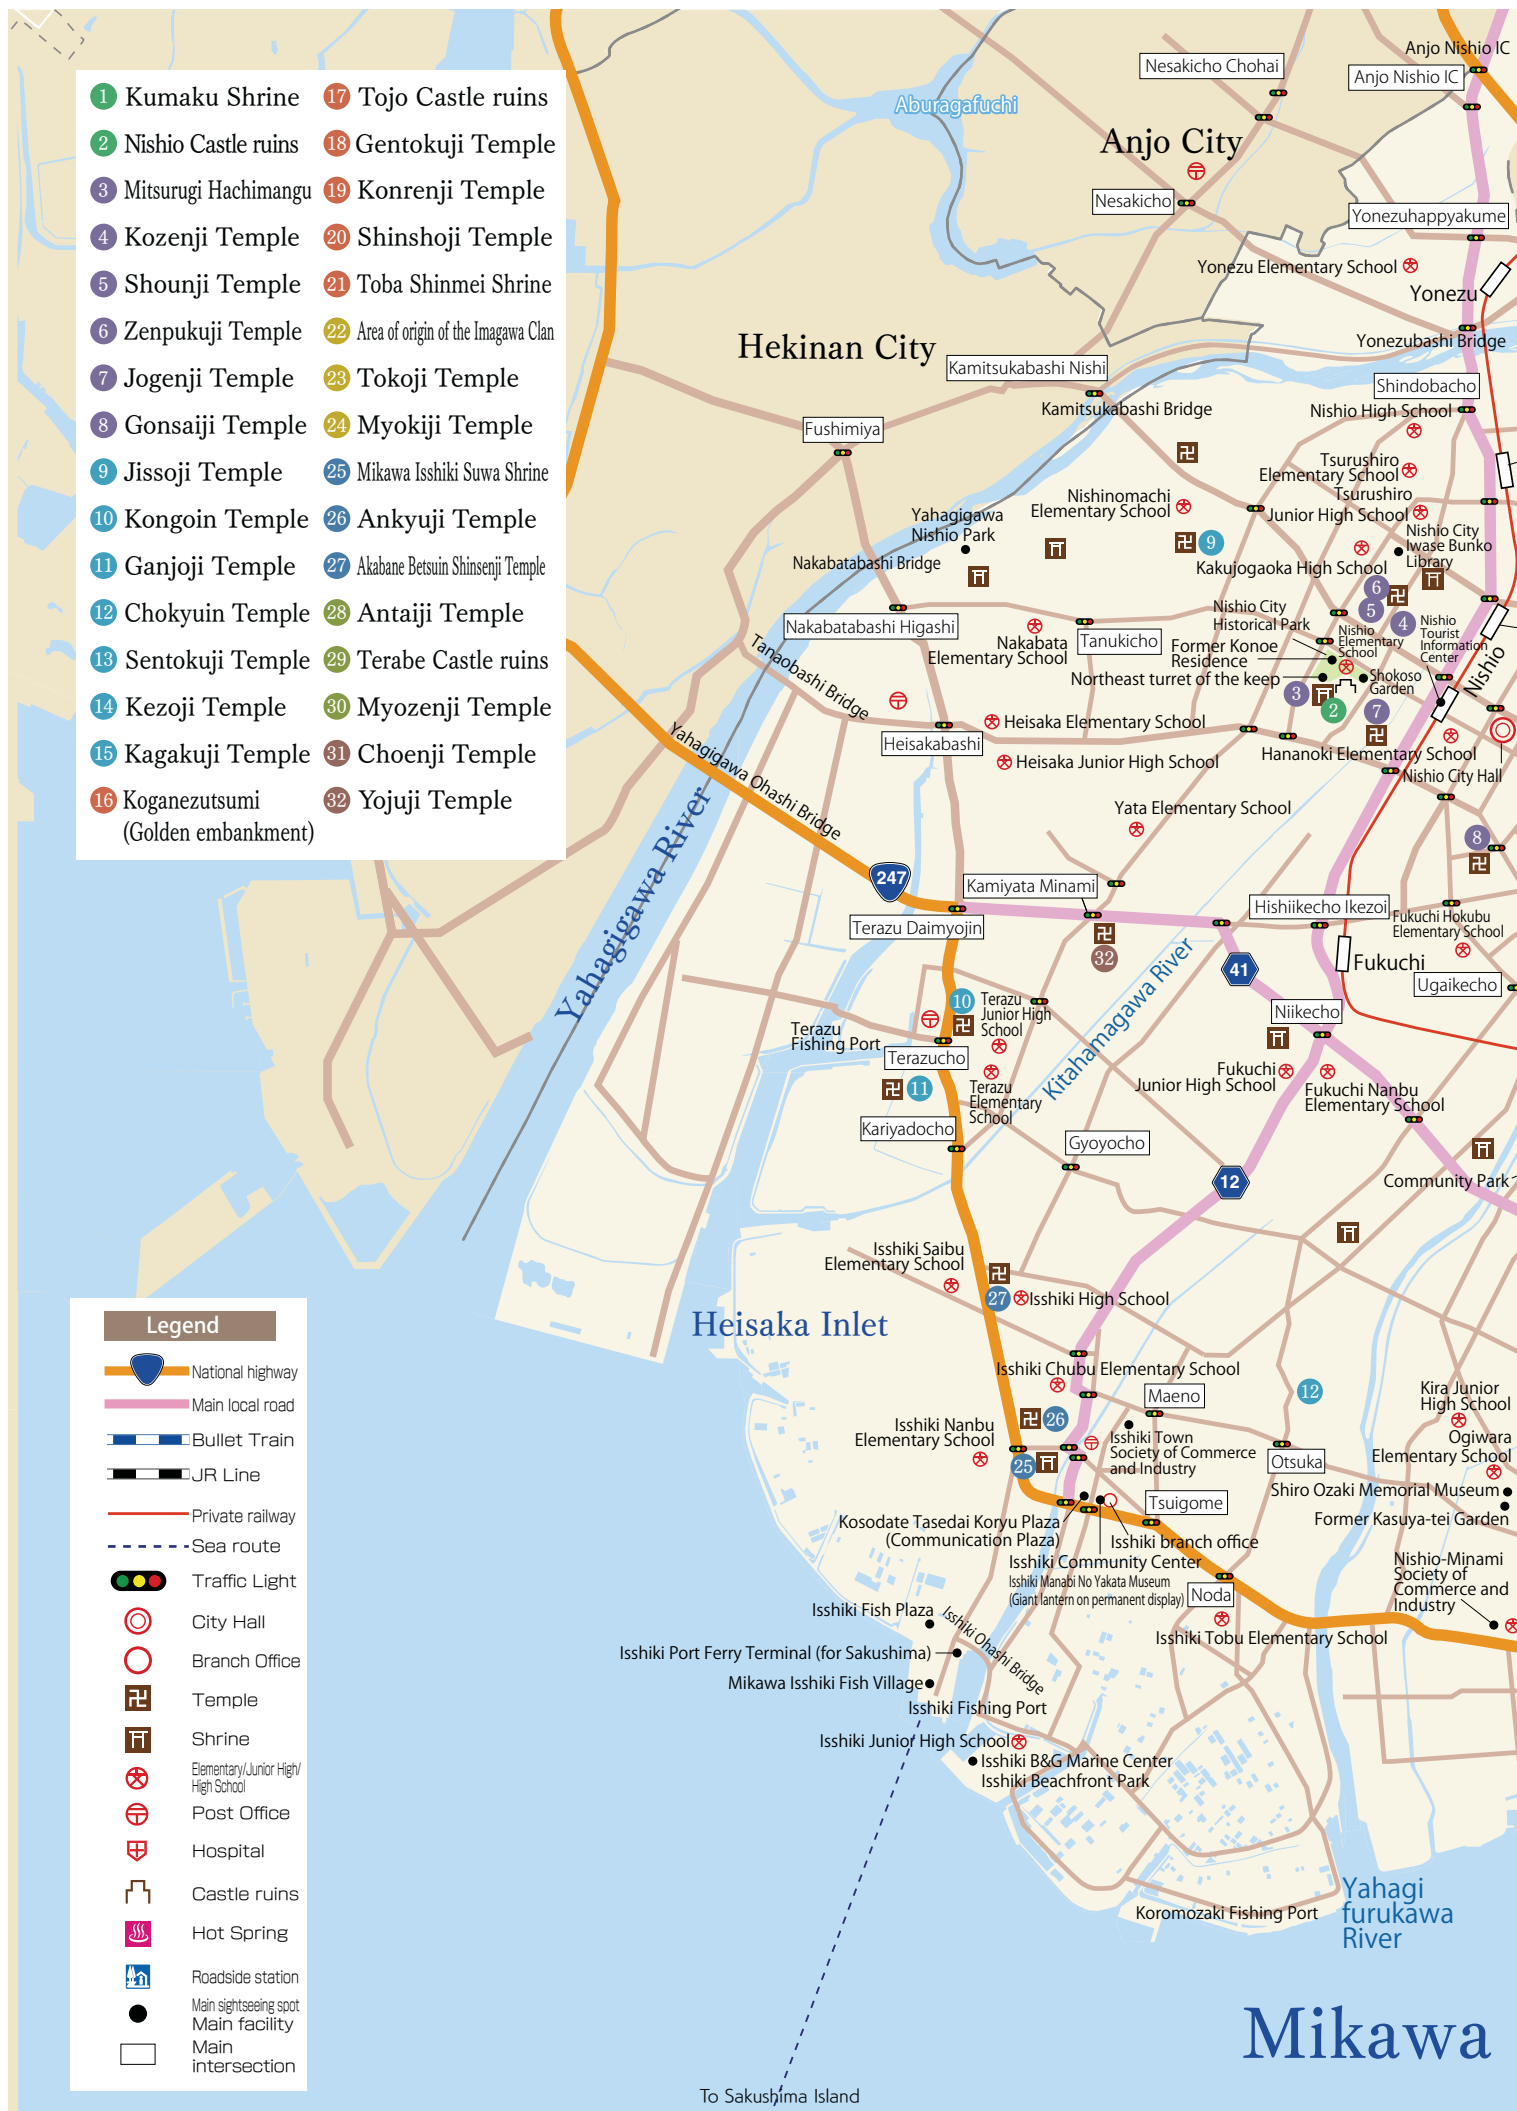 1 Kumaku Shrine
2 Nishio Castle ruins
3 Mitsurugi Hachimangu
4 Kozenji Temple
5 Shounji Temple
6 Zenpukuji Temple
7 Jogenji Temple
8 Gonsaiji Temple
9 Jissoji Temple
10 Kongoin Temple
11 Ganjoji Temple
12 Chokyuin Temple
13 Sentokuji Temple
14 Kezoji Temple
15 Kagakuji Temple
16 Koganezutsumi
(Golden embankment)
17 Tojo Castle ruins
18 Gentokuji Temple
19 Konrenji Temple
20 Shinshoji Temple
21 Toba Shinmei Shrine
22 Area of origin of the Imagawa Clan
23 Tokoji Temple
24 Myokiji Temple
25 Mikawa Isshiki Suwa Shrine
26 Ankyuji Temple
27 Akabane Betsuin Shinsenji Temple
28 Antaiji Temple
29 Terabe Castle ruins
30 Myozenji Temple
31 Choenji Temple
32 Yojuji Temple
Anjo Nishio IC
Nesakicho Chohai
Anjo Nishio IC
Aburagafuchi
Anjo City
Nesakicho
Yonezuhappyakume
Yonezu Elementary School
Yonezu
Yonezubashi Bridge
Hekinan City
Kamitsukabashi Nishi
Kamitsukabashi Bridge
Shindobacho
Nishio High School
Fushimiya
Tsurushiro
Elementary School
Tsurushiro
Junior High School
Nishinomachi
Elementary School
Yahagigawa
Nishio Park
Nishio City
Iwase Bunko
Library
9
Nakabatabashi Bridge
Kakujogaoka High School
6
5
4
Nishio City
Historical Park
Nakabatabashi Higashi
Nakabata
Elementary School
Tanukicho
Former Konoe
Residence
Nishio
Elementary
School
Nishio
Tourist
Information
Center
Northeast turret of the keep
Shokoso
Garden
Nishio
3
2
7
Tanaobashi Bridge
Heisaka Elementary School
Heisakabashi
Hananoki Elementary School
Heisaka Junior High School
Nishio City Hall
Yahagigawa Ohashi Bridge
Yata Elementary School
8
Yahagigawa River
247
Kamiyata Minami
Hishiikecho Ikezoi
Terazu Daimyojin
Fukuchi Hokubu
Elementary School
32
41
Fukuchi
Ugaikecho
Kitahamagawa River
10
Terazu
Junior High
School
Niikecho
Terazu
Fishing Port
Terazucho
11
Terazu
Elementary
School
Fukuchi
Junior High School
Fukuchi Nanbu
Elementary School
Kariyadocho
Gyoyocho
12
Community Park
Isshiki Saibu
Elementary School
27
Isshiki High School
Heisaka Inlet
Isshiki Chubu Elementary School
Maeno
12
Kira Junior
High School
26
Isshiki Nanbu
Elementary School
Isshiki Town
Society of Commerce
and Industry
Ogiwara
Elementary School
25
Otsuka
Shiro Ozaki Memorial Museum
Tsuigome
Former Kasuya-tei Garden
Kosodate Tasedai Koryu Plaza
(Communication Plaza)
Isshiki branch office
Isshiki Community Center
Isshiki Manabi No Yakata Museum
(Giant lantern on permanent display)
Nishio-Minami
Society of
Commerce and
Industry
Noda
Isshiki Fish Plaza
Isshiki Ohashi Bridge
Isshiki Tobu Elementary School
Isshiki Port Ferry Terminal (for Sakushima)
Mikawa Isshiki Fish Village
Isshiki Fishing Port
Isshiki Junior High School
Isshiki B&G Marine Center
Isshiki Beachfront Park
Koromozaki Fishing Port
Yahagi
furukawa
River
Mikawa
To Sakushima Island
Legend
National highway
Main local road
Bullet Train
JR Line
Private railway
Sea route
Traffic Light
City Hall
Branch Office
Temple
Shrine
Elementary/Junior High/
High School
Post Office
Hospital
Castle ruins
Hot Spring
Roadside station
Main sightseeing spot
Main facility
Main
intersection